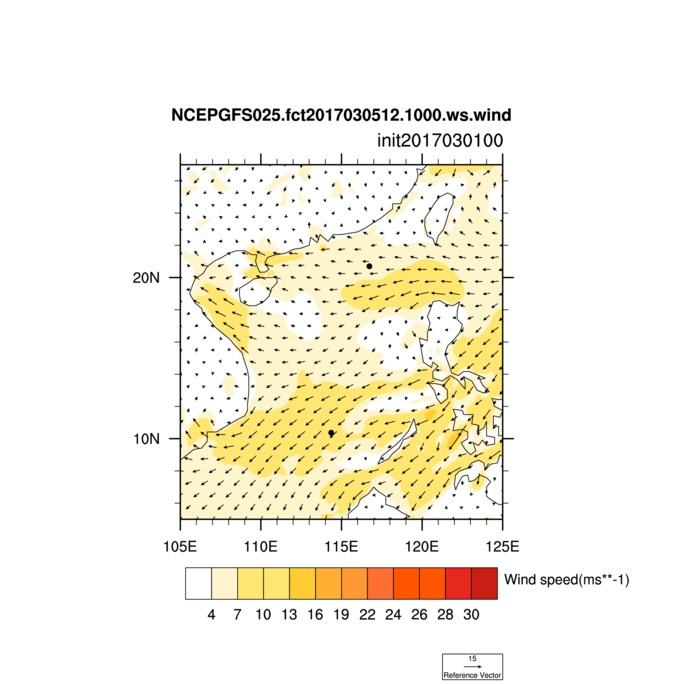 NCEPGFS025.fct2017030512.1000.ws.wind
init2017030100
20N
10N
105E 110E 115E 120E 125E
Wind speed(ms**-1)
4 7 10 13 16 19 22 24 26 28 30
15
Reference Vector